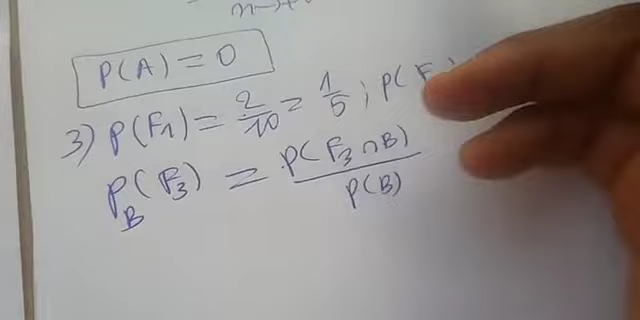 P(A) = 0
3) P(F1) = 2/10 = 1/5 ; P(F
P_B(F3) = P(F3 ∩ B)/P(B)